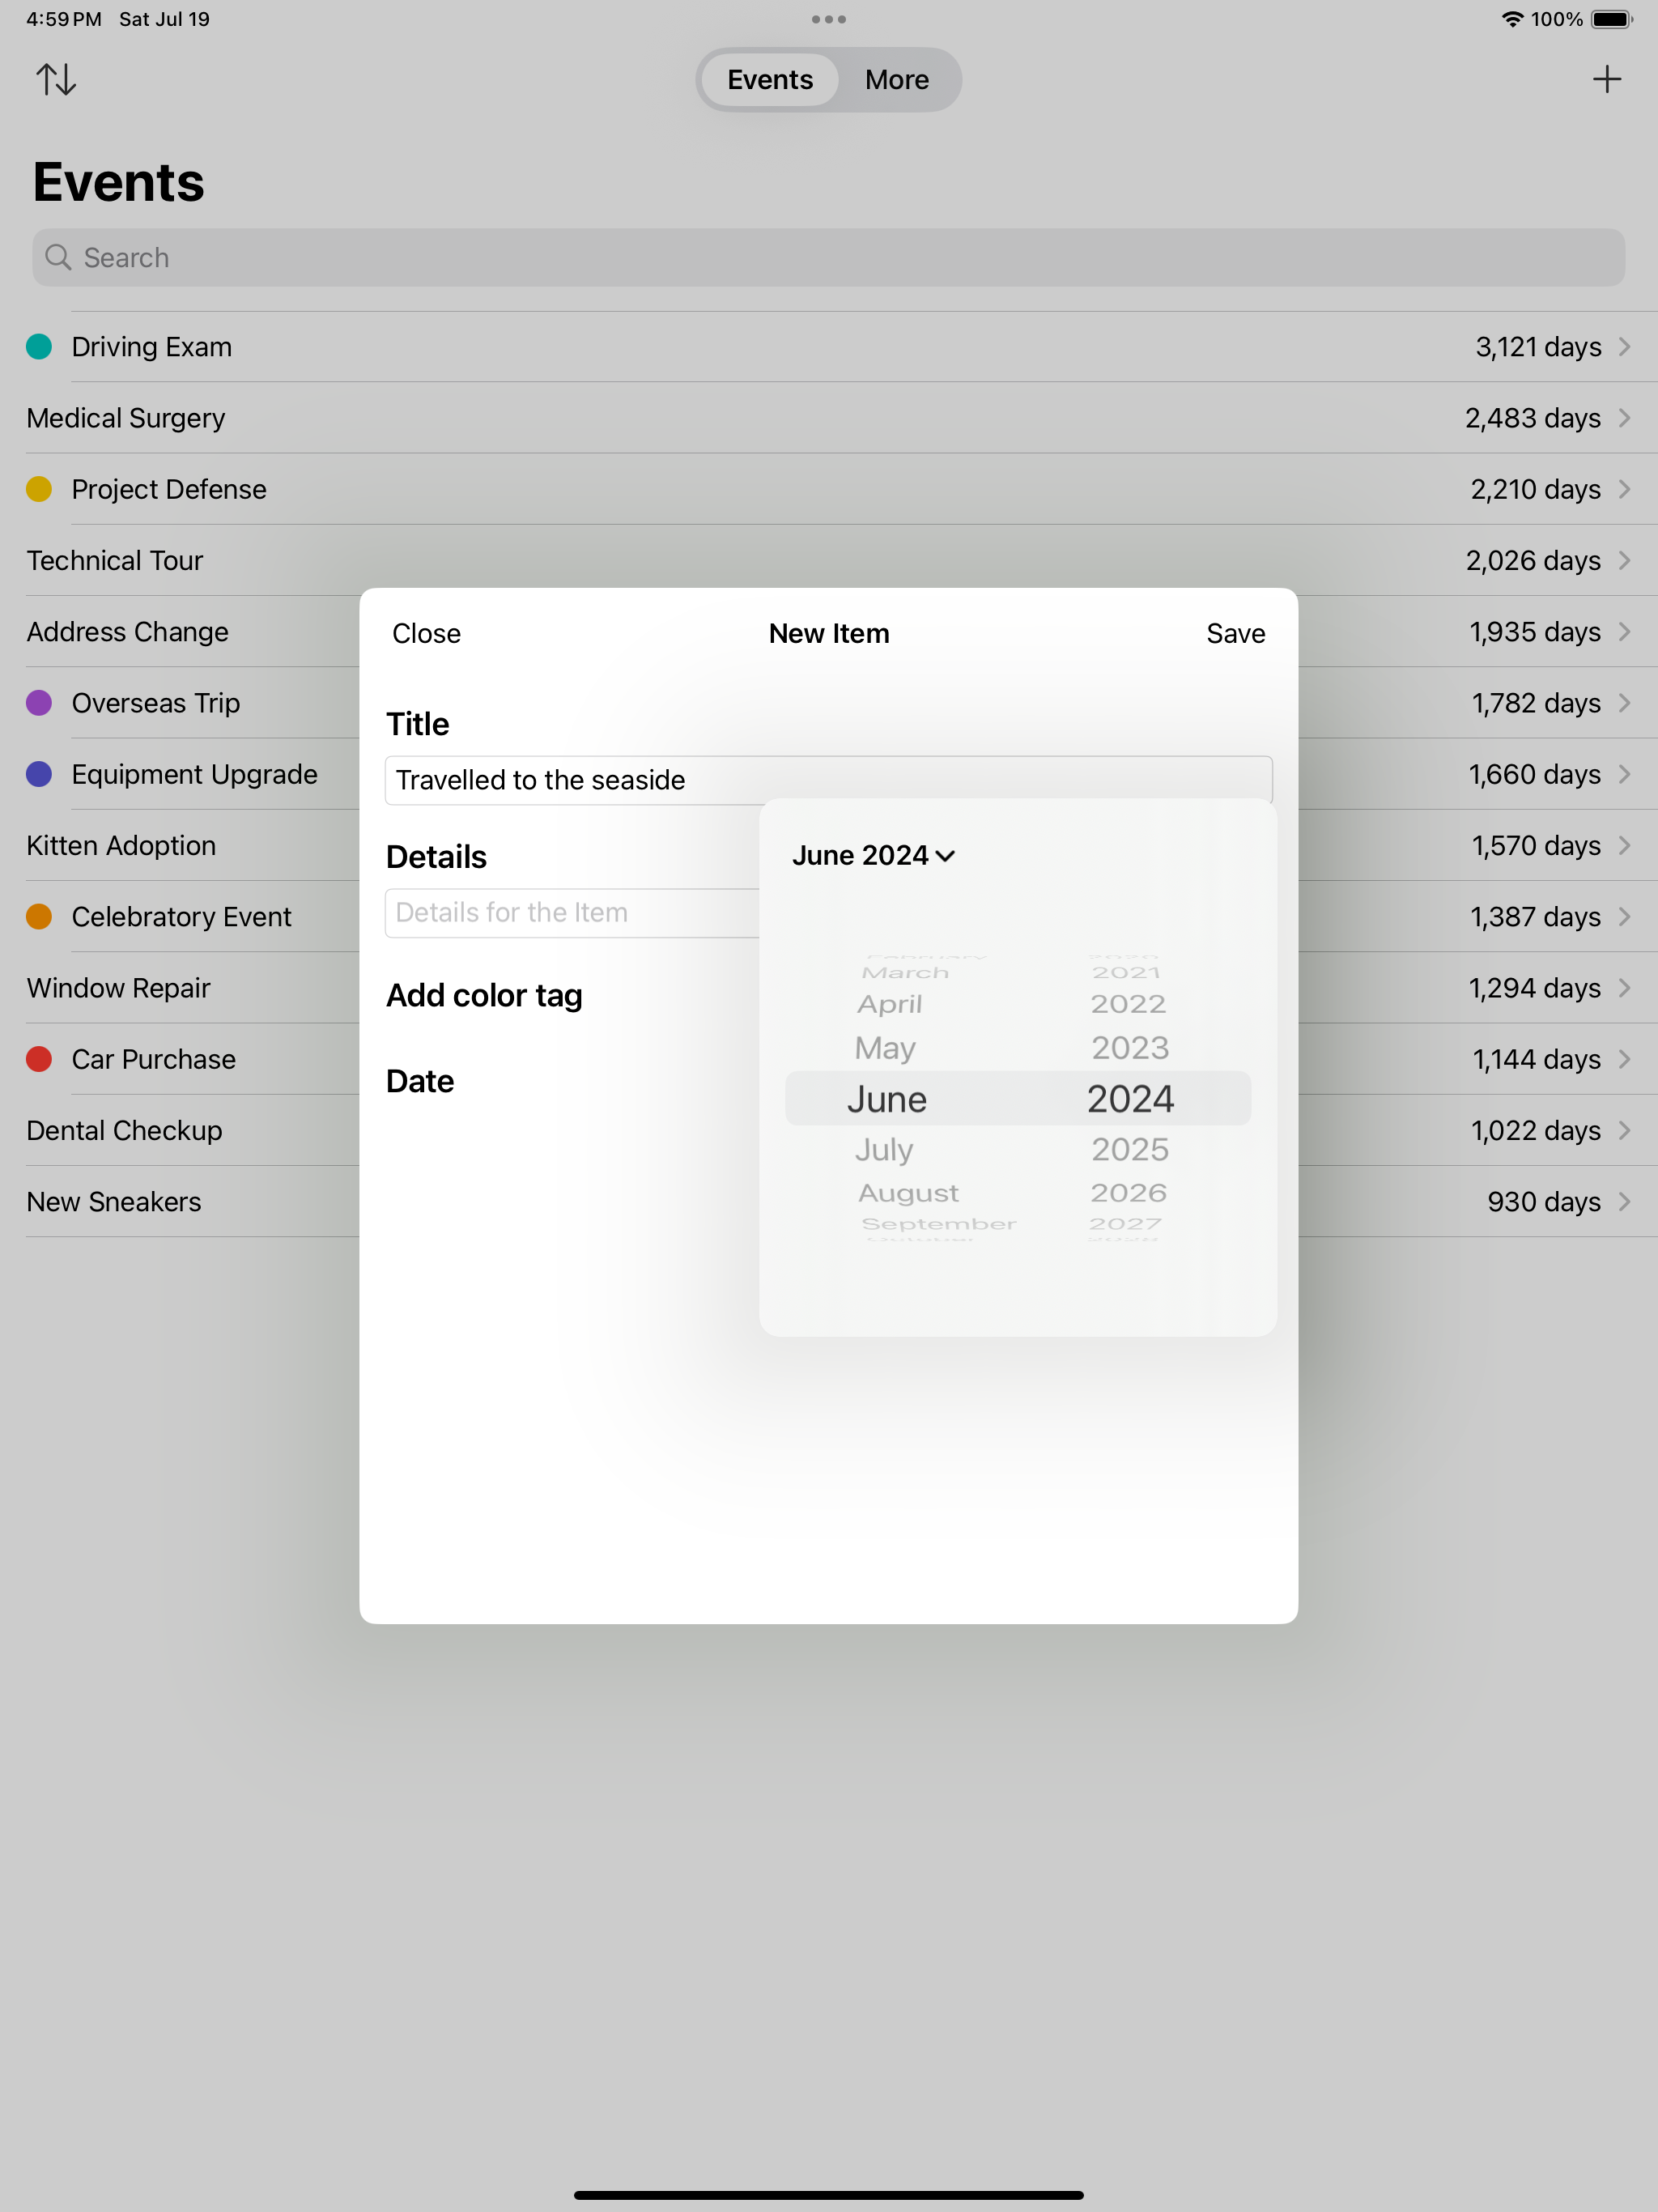 4:59 PM Sat Jul 19
100%
Events More
Events
Search
Driving Exam 3,121 days
Medical Surgery 2,483 days
Project Defense 2,210 days
Technical Tour 2,026 days
Address Change 1,935 days
Overseas Trip 1,782 days
Equipment Upgrade 1,660 days
Kitten Adoption 1,570 days
Celebratory Event 1,387 days
Window Repair 1,294 days
Car Purchase 1,144 days
Dental Checkup 1,022 days
New Sneakers 930 days
Close New Item Save
Title
Travelled to the seaside
Details
Details for the Item
Add color tag
Date
June 2024
February 2020
March 2021
April 2022
May 2023
June 2024
July 2025
August 2026
September 2027
October 2028